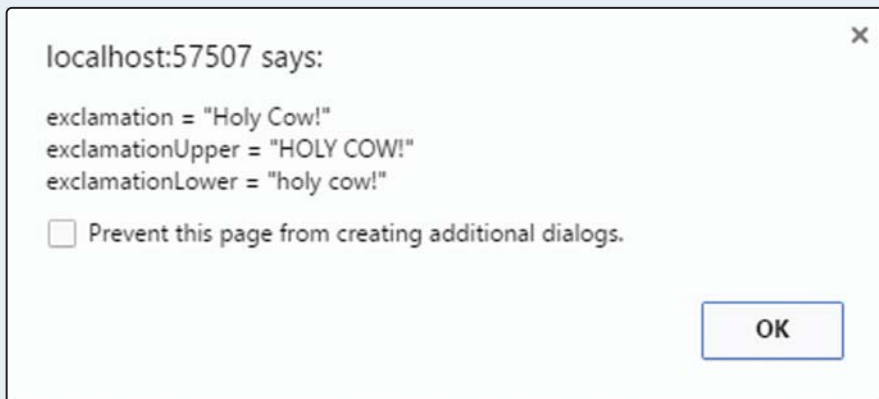 localhost:57507 says:
exclamation = "Holy Cow!"
exclamationUpper = "HOLY COW!"
exclamationLower = "holy cow!"
Prevent this page from creating additional dialogs.
OK